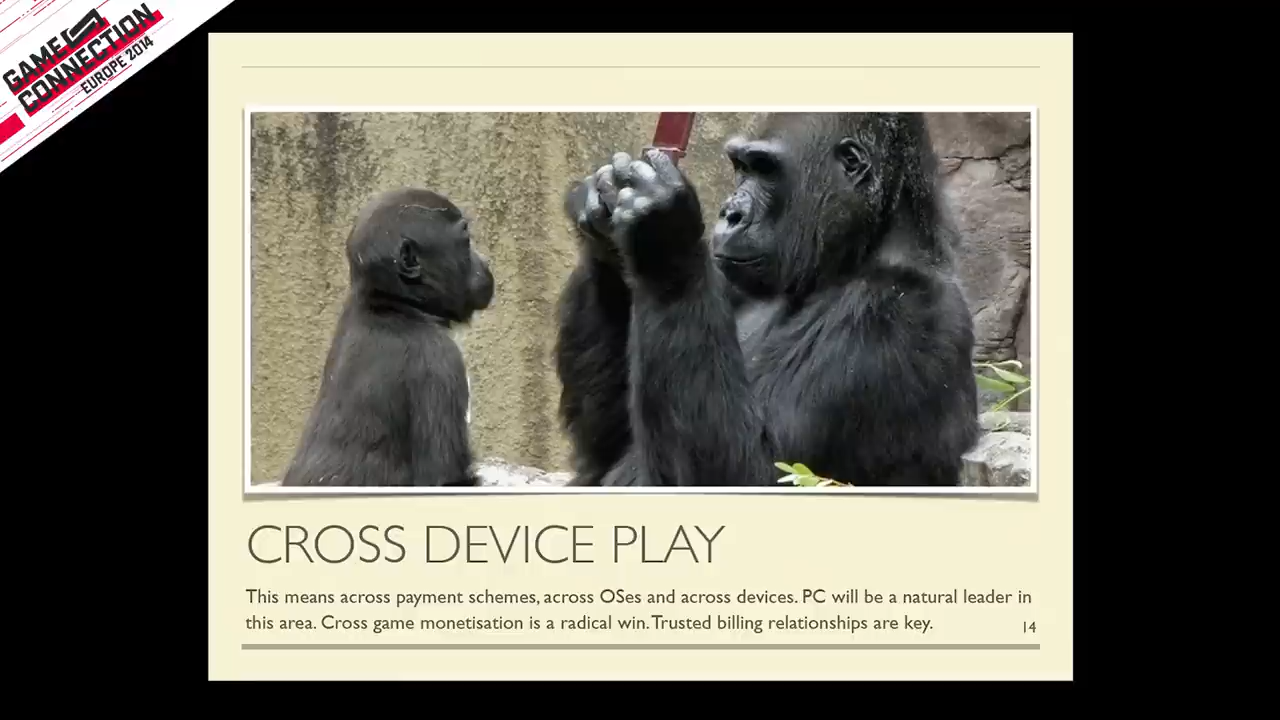 GAME
CONNECTION
EUROPE 2014
CROSS DEVICE PLAY
This means across payment schemes, across OSes and across devices. PC will be a natural leader in
this area. Cross game monetisation is a radical win. Trusted billing relationships are key.
14